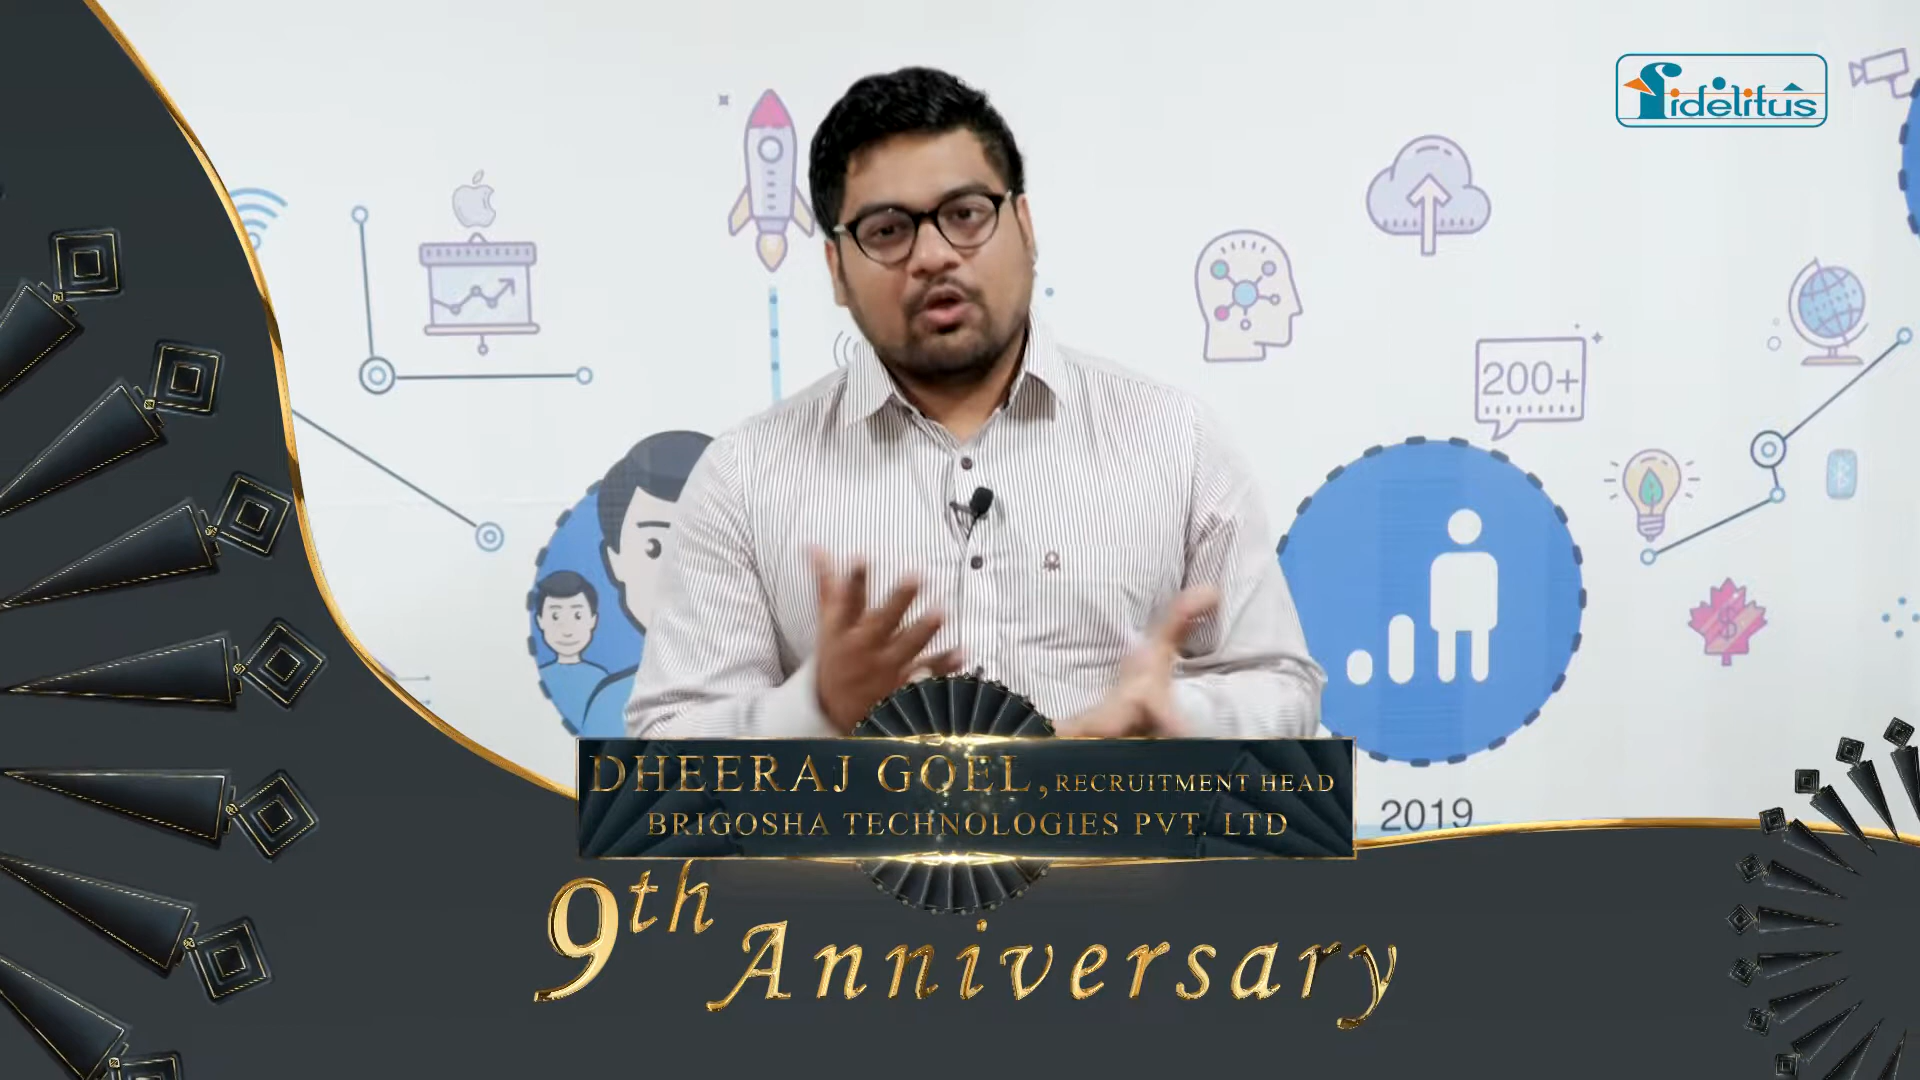 Fidelitus
200+
DHEERAJ GOEL, RECRUITMENT HEAD
BRIGOSHA TECHNOLOGIES PVT. LTD
2019
9th Anniversary